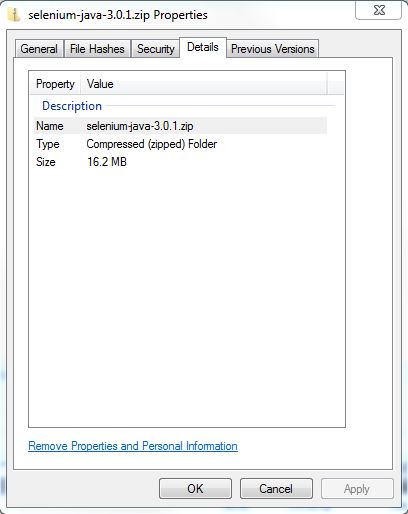 selenium-java-3.0.1.zip Properties
General File Hashes Security Details Previous Versions
Property Value
Description
Name selenium-java-3.0.1.zip
Type Compressed (zipped) Folder
Size 16.2 MB
Remove Properties and Personal Information
OK Cancel Apply